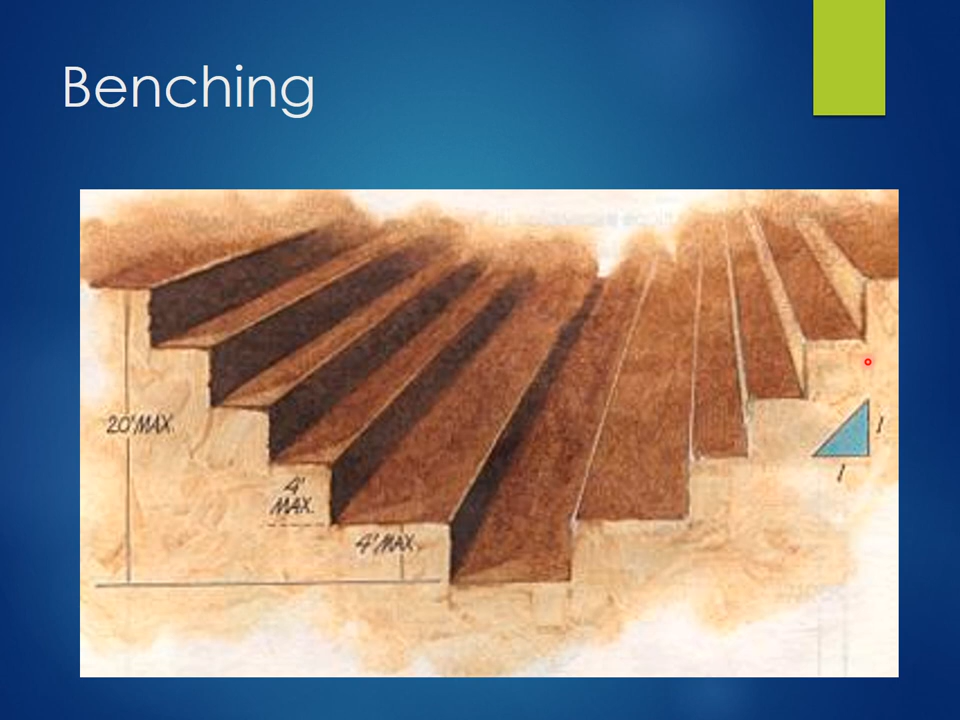 Benching
20' MAX.
4'
MAX.
4' MAX.
1
1